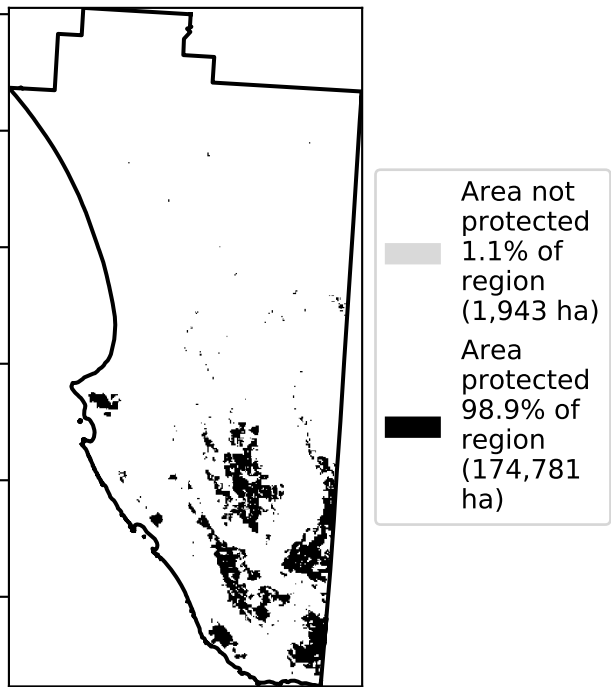 Area not
protected
1.1% of
region
(1,943 ha)
Area
protected
98.9% of
region
(174,781
ha)